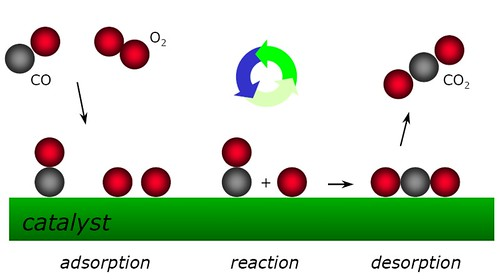 O₂
CO
CO₂
+
catalyst
adsorption
reaction
desorption